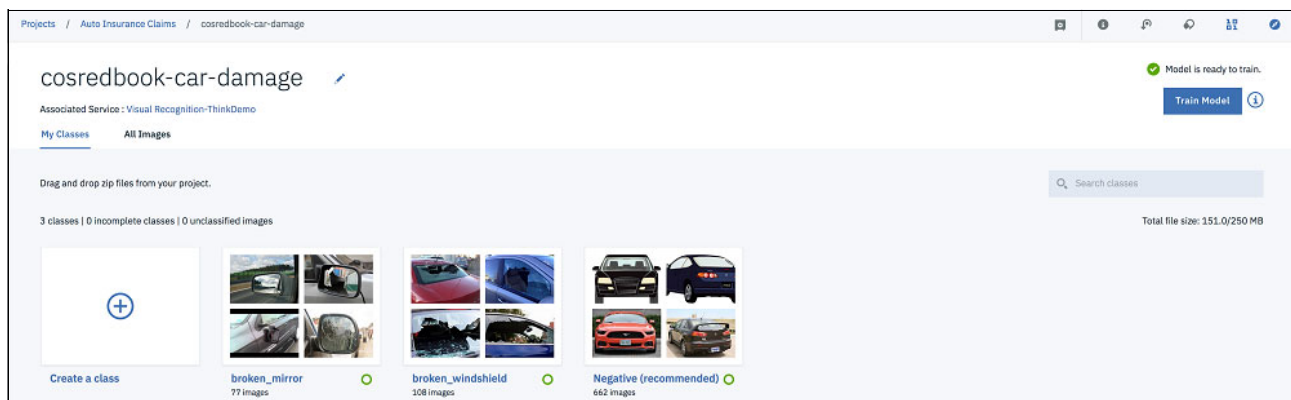 Projects / Auto Insurance Claims / cosredbook-car-damage
cosredbook-car-damage
Model is ready to train.
Associated Service : Visual Recognition-ThinkDemo
Train Model
My Classes All Images
Drag and drop zip files from your project.
Search classes
3 classes | 0 incomplete classes | 0 unclassified images
Total file size: 151.0/250 MB
Create a class
broken_mirror
77 images
broken_windshield
108 images
Negative (recommended)
662 images